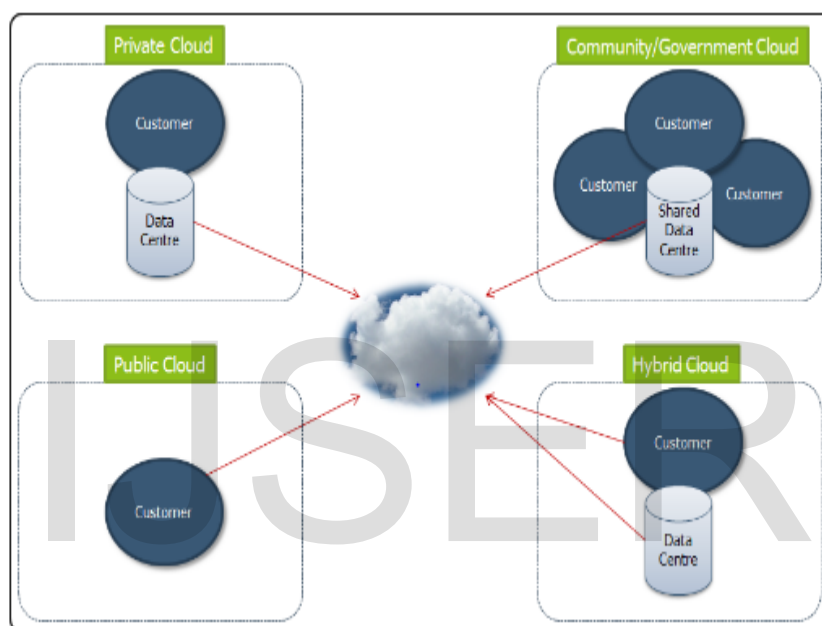 Private Cloud
Customer
Data
Centre
Community/Government Cloud
Customer
Customer
Customer
Shared
Data
Centre
Public Cloud
Customer
Hybrid Cloud
Customer
Data
Centre
IJSER